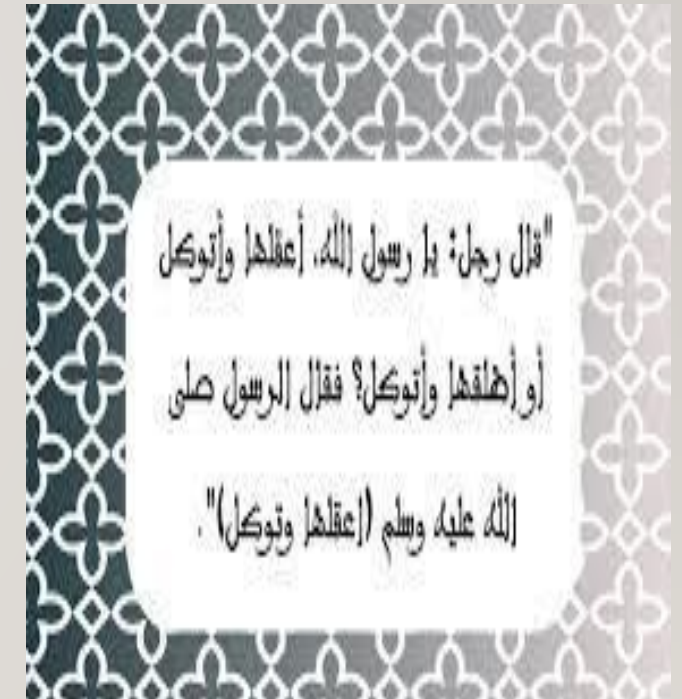 "قال رجل: يا رسول الله، أعقلها وأتوكل
أو أطلقها وأتوكل؟ فقال الرسول صلى
الله عليه وسلم (اعقلها وتوكل)".